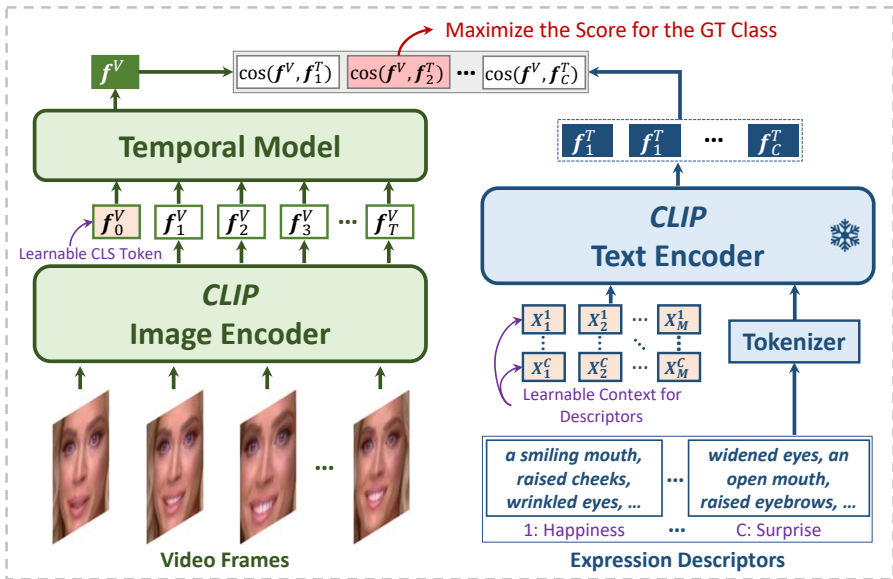 Maximize the Score for the GT Class
f^V
cos(f^V, f_1^T) cos(f^V, f_2^T) ••• cos(f^V, f_C^T)
Temporal Model
f_1^T f_1^T ••• f_C^T
f_0^V f_1^V f_2^V f_3^V ••• f_T^V
Learnable CLS Token
CLIP
Image Encoder
CLIP
Text Encoder
X_1^1 X_2^1 ••• X_M^1
X_1^C X_2^C ••• X_M^C
Tokenizer
Learnable Context for
Descriptors
•••
a smiling mouth,
raised cheeks,
wrinkled eyes, ...
•••
widened eyes, an
open mouth,
raised eyebrows, ...
1: Happiness ••• C: Surprise
Video Frames
Expression Descriptors